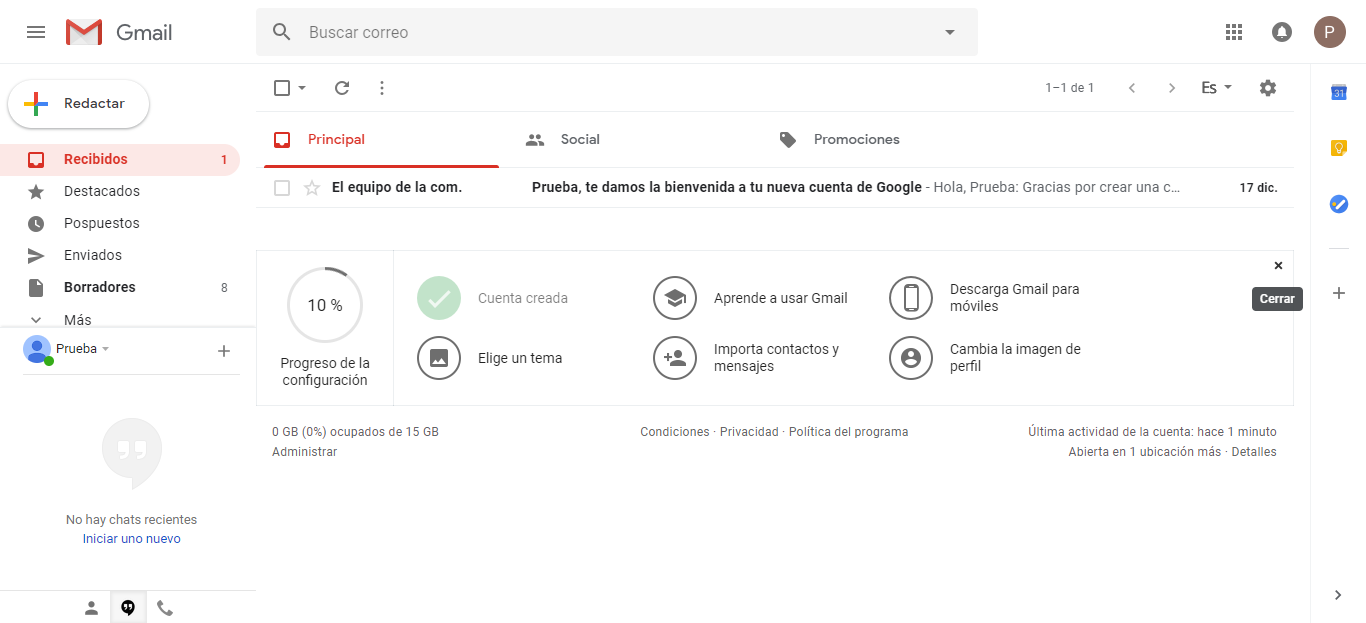 Gmail
Buscar correo
P
Redactar
1–1 de 1
Es
31
Recibidos 1
Destacados
Pospuestos
Enviados
Borradores 8
Más
Principal
Social
Promociones
El equipo de la com. Prueba, te damos la bienvenida a tu nueva cuenta de Google - Hola, Prueba: Gracias por crear una c… 17 dic.
10 %
Progreso de la
configuración
Cuenta creada
Aprende a usar Gmail
Descarga Gmail para
móviles
Cerrar
Elige un tema
Importa contactos y
mensajes
Cambia la imagen de
perfil
Prueba
No hay chats recientes
Iniciar uno nuevo
0 GB (0%) ocupados de 15 GB
Administrar
Condiciones · Privacidad · Política del programa
Última actividad de la cuenta: hace 1 minuto
Abierta en 1 ubicación más · Detalles